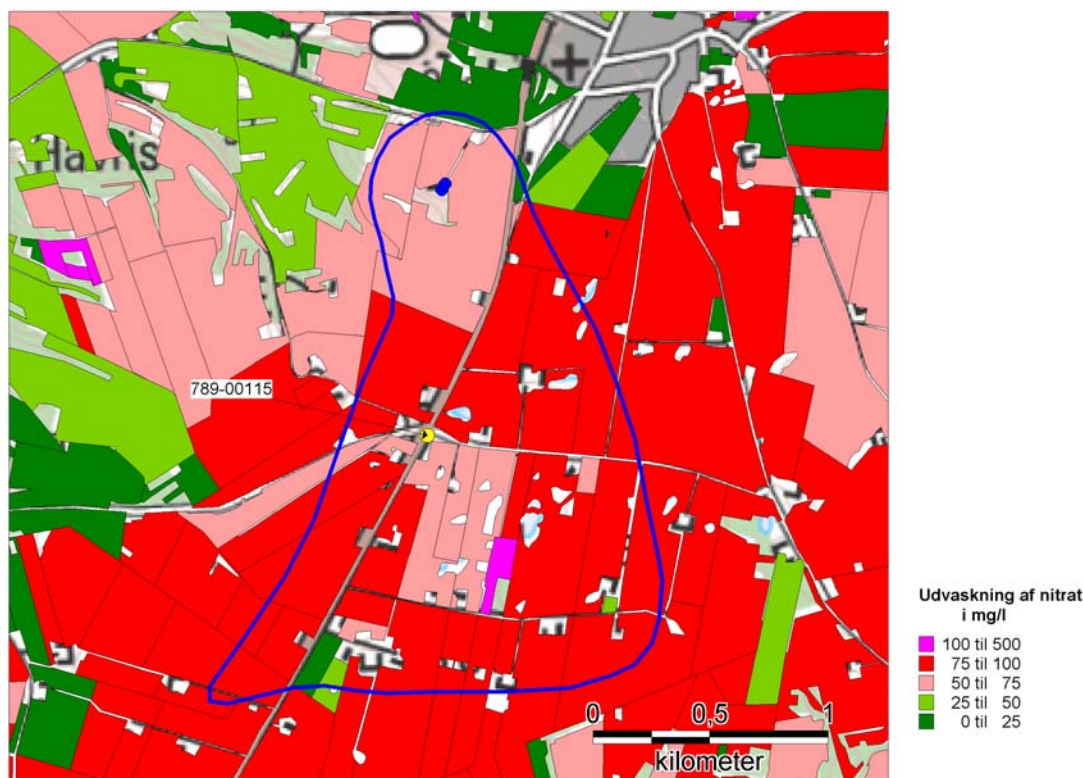 Havris
789-00115
0
0,5
1
kilometer
Udvaskning af nitrat
i mg/l
100 til 500
75 til 100
50 til 75
25 til 50
0 til 25